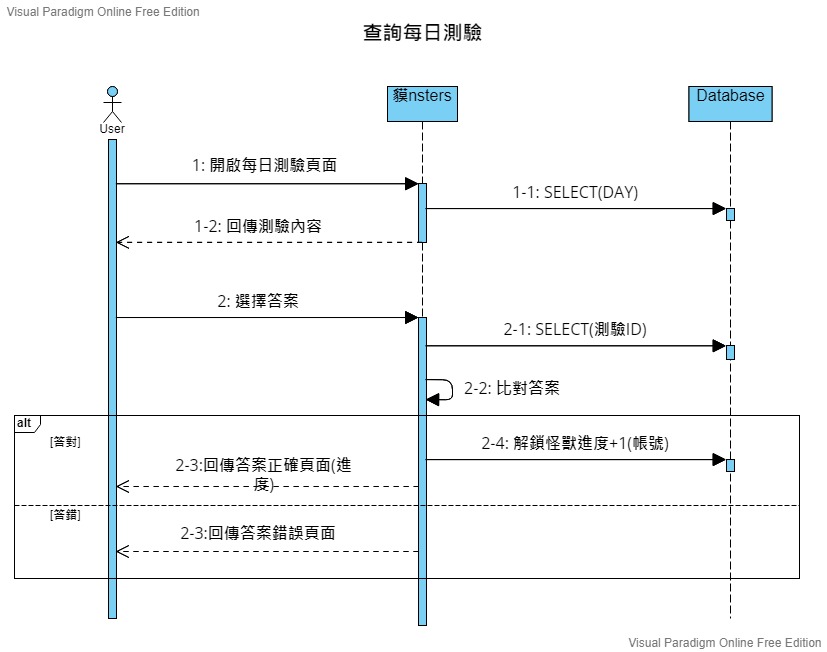 Visual Paradigm Online Free Edition
查詢每日測驗
User
貘nsters
Database
1: 開啟每日測驗頁面
1-1: SELECT(DAY)
1-2: 回傳測驗內容
2: 選擇答案
2-1: SELECT(測驗ID)
2-2: 比對答案
alt
[答對]
2-4: 解鎖怪獸進度+1(帳號)
2-3:回傳答案正確頁面(進
度)
[答錯]
2-3:回傳答案錯誤頁面
Visual Paradigm Online Free Edition